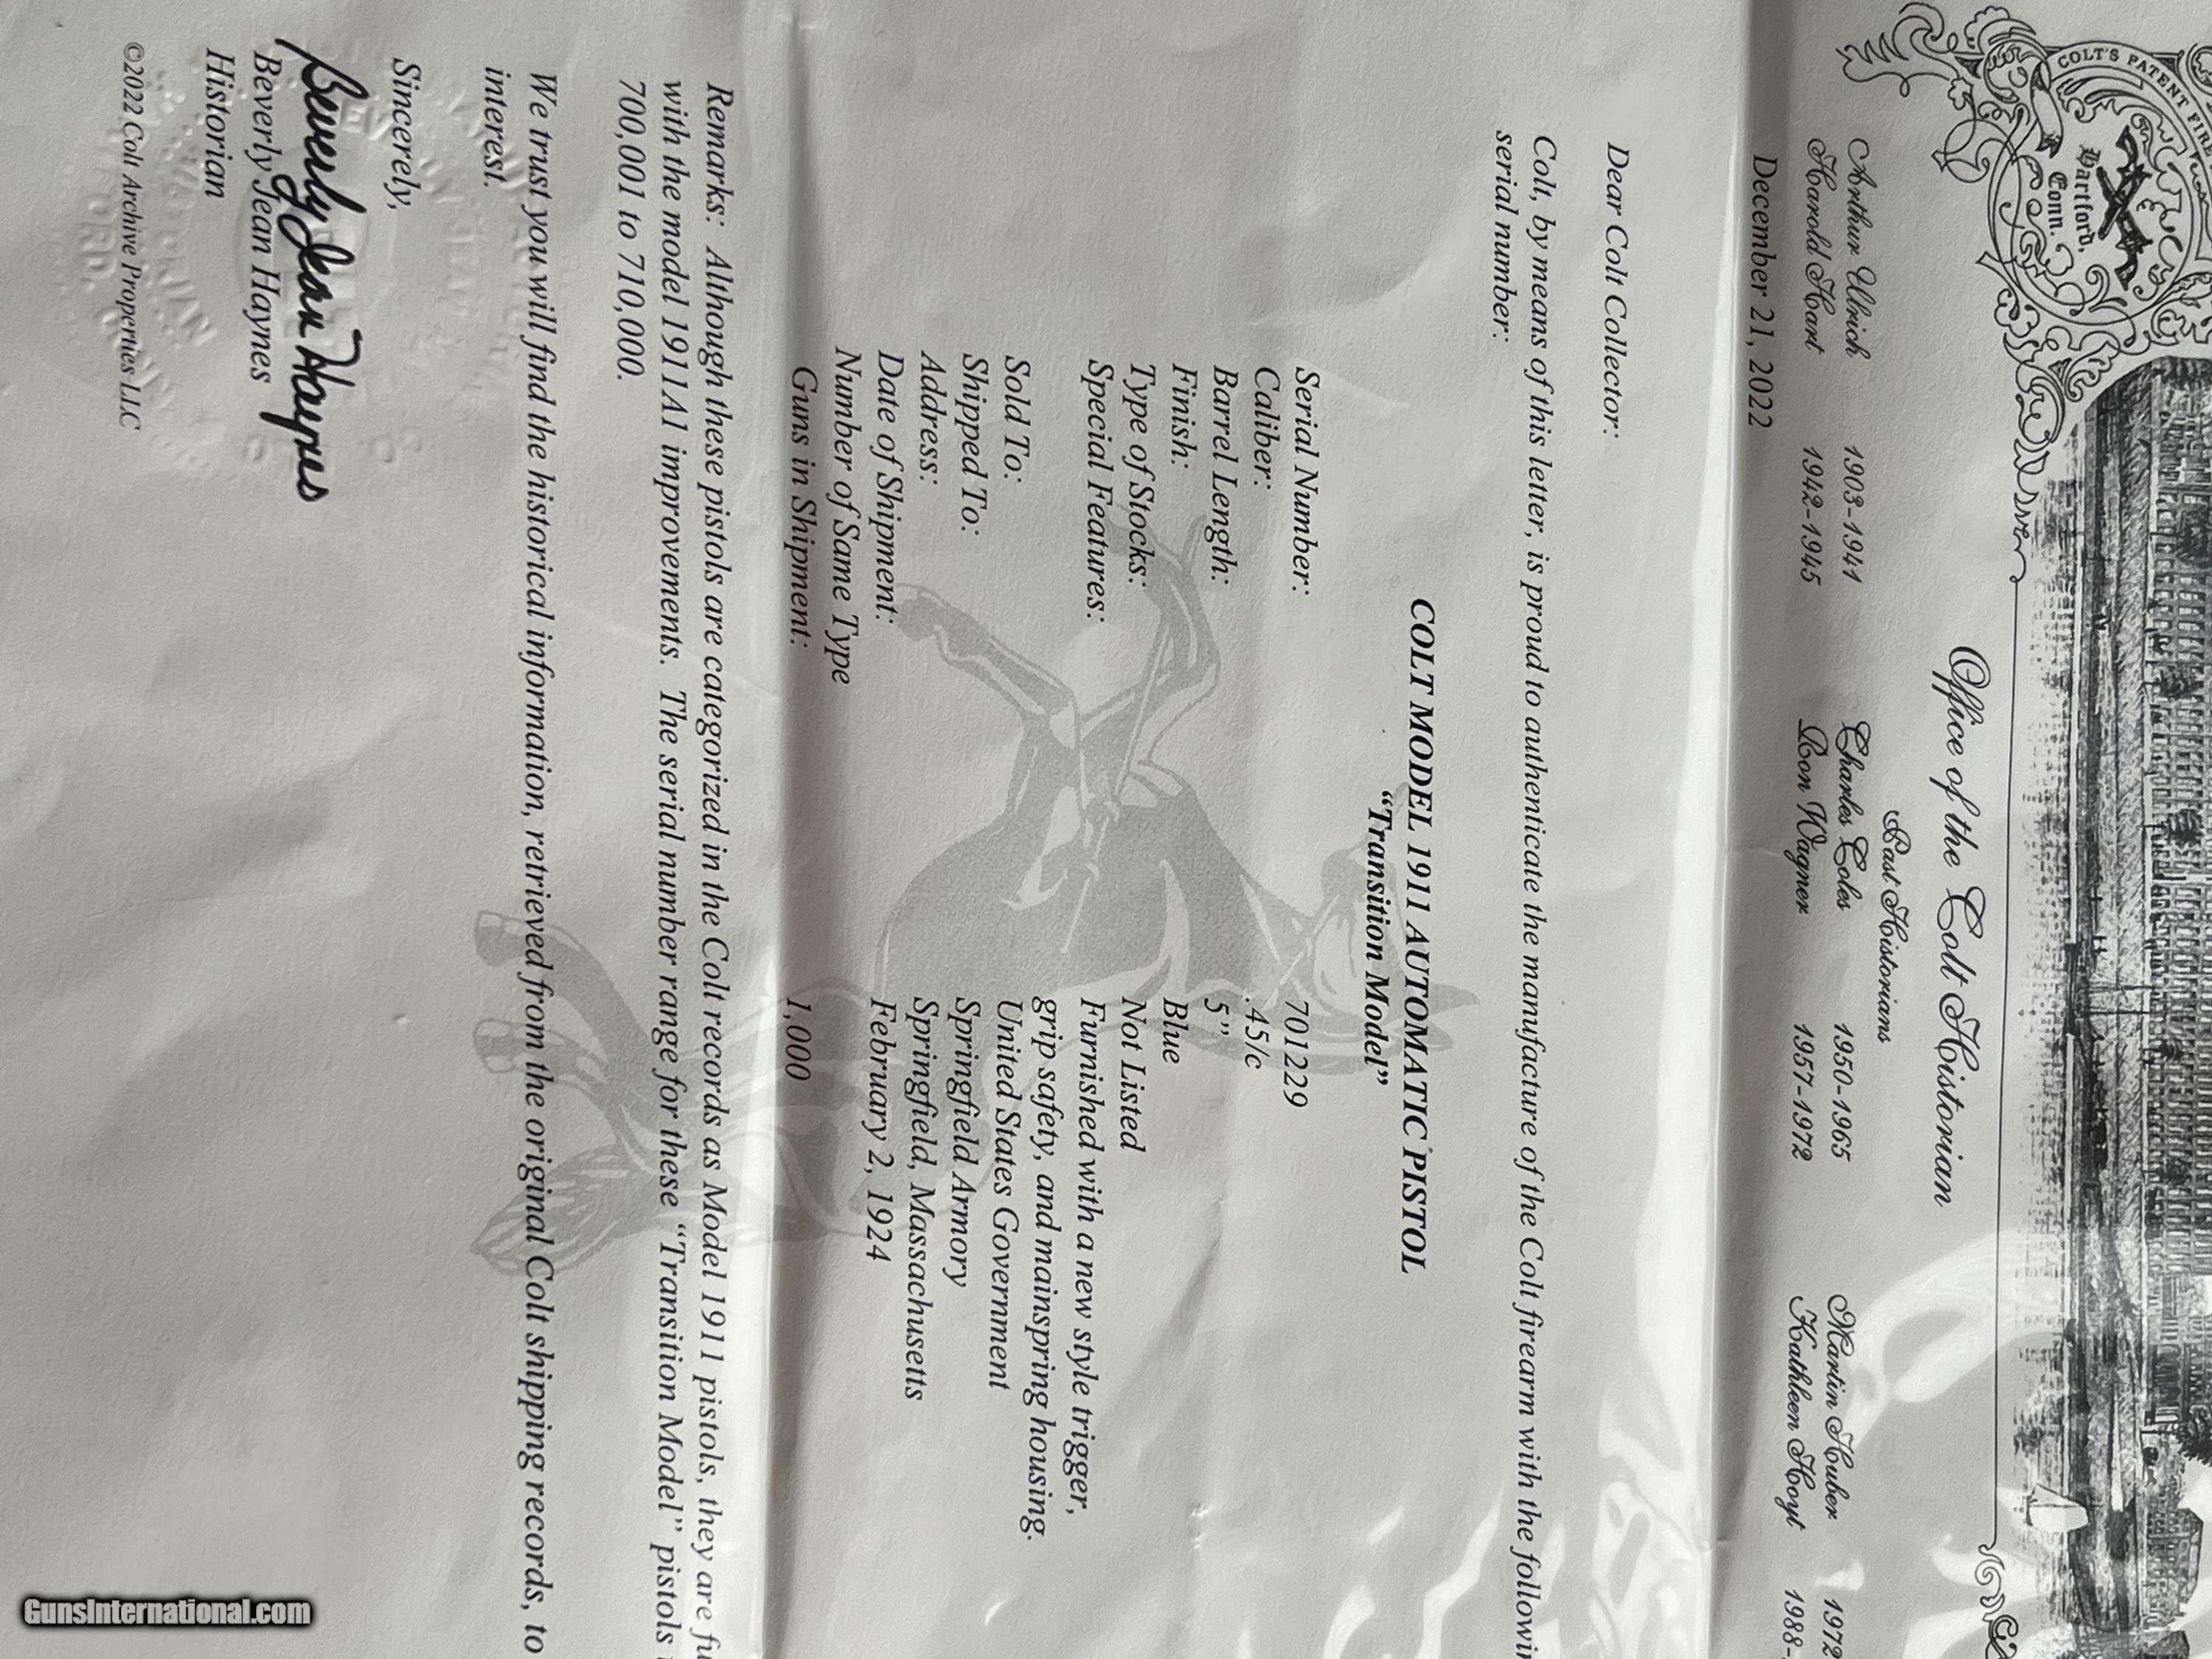 COLT'S PATENT FIRE
Hartford,
Conn.
Office of the Colt Historian
Past Historians
Arthur Ulrich 1903-1941 Charles Coles 1950-1965 Martin Huber 1972
Harold Hart 1942-1945 Ron Wagner 1957-1972 Kathleen Hoyt 1988-
December 21, 2022
Dear Colt Collector:
Colt, by means of this letter, is proud to authenticate the manufacture of the Colt firearm with the followin
serial number:
COLT MODEL 1911 AUTOMATIC PISTOL
“Transition Model”
Serial Number: 701229
Caliber: .45/c
Barrel Length: 5”
Finish: Blue
Type of Stocks: Not Listed
Special Features: Furnished with a new style trigger,
grip safety, and mainspring housing.
Sold To: United States Government
Shipped To: Springfield Armory
Address: Springfield, Massachusetts
Date of Shipment: February 2, 1924
Number of Same Type
Guns in Shipment: 1,000
Remarks: Although these pistols are categorized in the Colt records as Model 1911 pistols, they are fu
with the model 1911A1 improvements. The serial number range for these “Transition Model” pistols
700,001 to 710,000.
We trust you will find the historical information, retrieved from the original Colt shipping records, to
interest.
Sincerely,
Beverly Jean Haynes
Beverly Jean Haynes
Historian
©2022 Colt Archive Properties LLC
GunsInternational.com